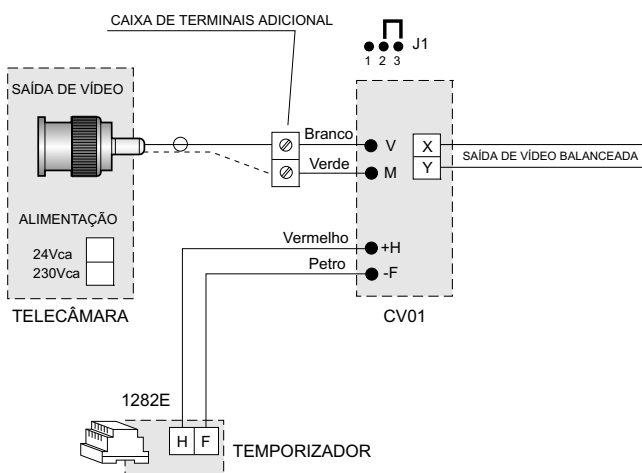 CAIXA DE TERMINAIS ADICIONAL
J1
1 2 3
SAÍDA DE VÍDEO
Branco
V
X
Verde
M
Y
SAÍDA DE VÍDEO BALANCEADA
ALIMENTAÇÃO
24Vca
230Vca
Vermelho
+H
Petro
-F
TELECÂMARA
CV01
1282E
H F
TEMPORIZADOR